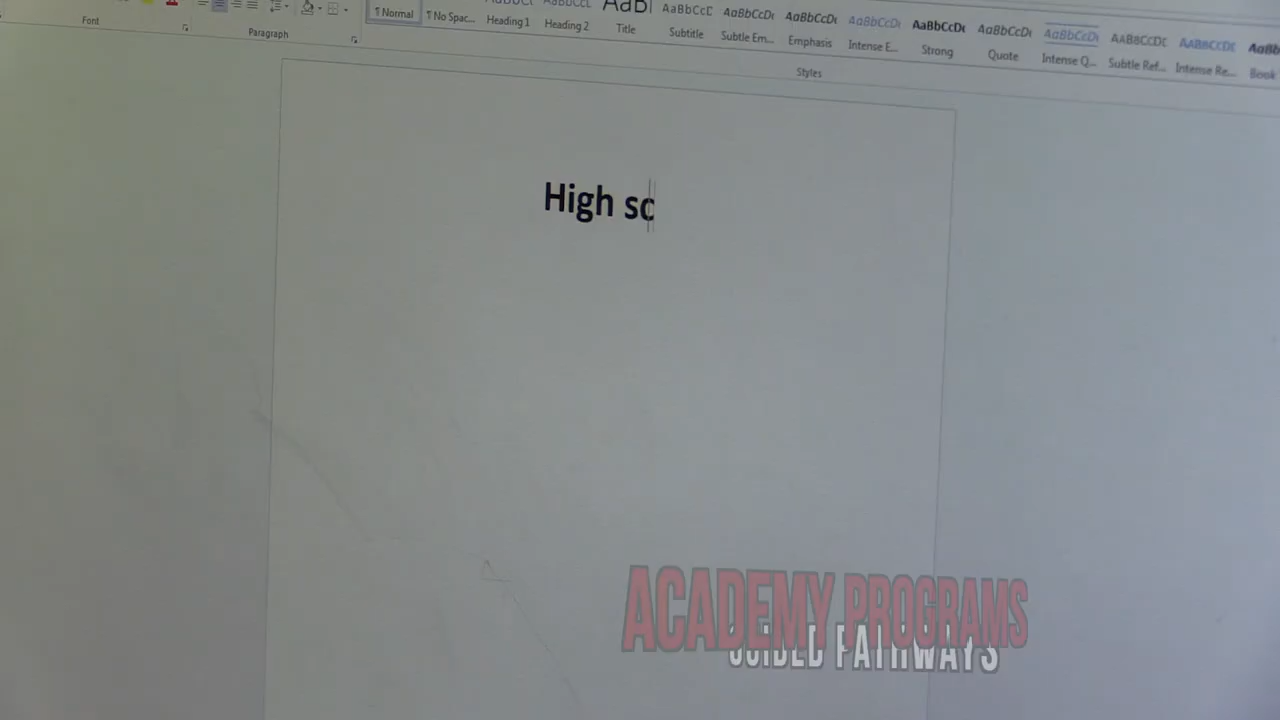 Normal
No Spac...
Heading 1
Heading 2
Title
Subtitle
Subtle Em...
Emphasis
Intense E...
Strong
Quote
Intense Q...
Subtle Ref...
Intense Re...
Book
Font
Paragraph
Styles
High sc
ACADEMY PROGRAMS
GUIDED PATHWAYS